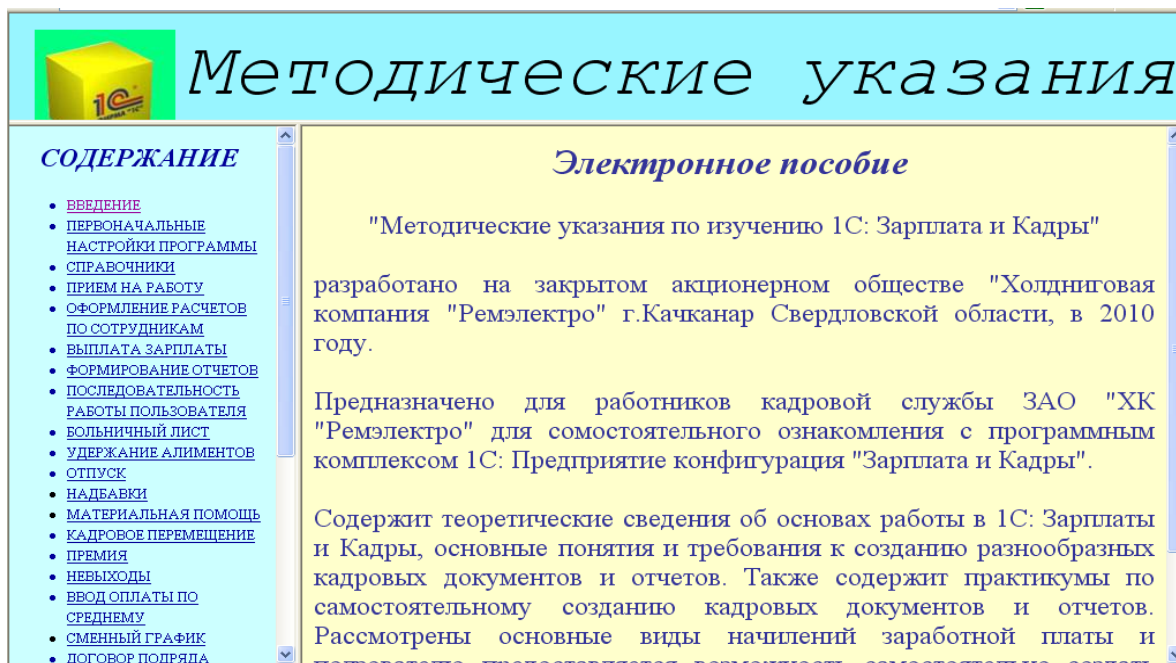 Методические указания
1С
ФИРМА "1С"
СОДЕРЖАНИЕ
ВВЕДЕНИЕ
ПЕРВОНАЧАЛЬНЫЕ
НАСТРОЙКИ ПРОГРАММЫ
СПРАВОЧНИКИ
ПРИЕМ НА РАБОТУ
ОФОРМЛЕНИЕ РАСЧЕТОВ
ПО СОТРУДНИКАМ
ВЫПЛАТА ЗАРПЛАТЫ
ФОРМИРОВАНИЕ ОТЧЕТОВ
ПОСЛЕДОВАТЕЛЬНОСТЬ
РАБОТЫ ПОЛЬЗОВАТЕЛЯ
БОЛЬНИЧНЫЙ ЛИСТ
УДЕРЖАНИЕ АЛИМЕНТОВ
ОТПУСК
НАДБАВКИ
МАТЕРИАЛЬНАЯ ПОМОЩЬ
КАДРОВОЕ ПЕРЕМЕЩЕНИЕ
ПРЕМИЯ
НЕВЫХОДЫ
ВВОД ОПЛАТЫ ПО
СРЕДНЕМУ
СМЕННЫЙ ГРАФИК
ДОГОВОР ПОДРЯДА
Электронное пособие
"Методические указания по изучению 1С: Зарплата и Кадры"
разработано на закрытом акционерном обществе "Холдниговая
компания "Ремэлектро" г.Качканар Свердловской области, в 2010
году.
Предназначено для работников кадровой службы ЗАО "ХК
"Ремэлектро" для сомостоятельного ознакомления с программным
комплексом 1С: Предприятие конфигурация "Зарплата и Кадры".
Содержит теоретические сведения об основах работы в 1С: Зарплаты
и Кадры, основные понятия и требования к созданию разнообразных
кадровых документов и отчетов. Также содержит практикумы по
самостоятельному созданию кадровых документов и отчетов.
Рассмотрены основные виды начилений заработной платы и